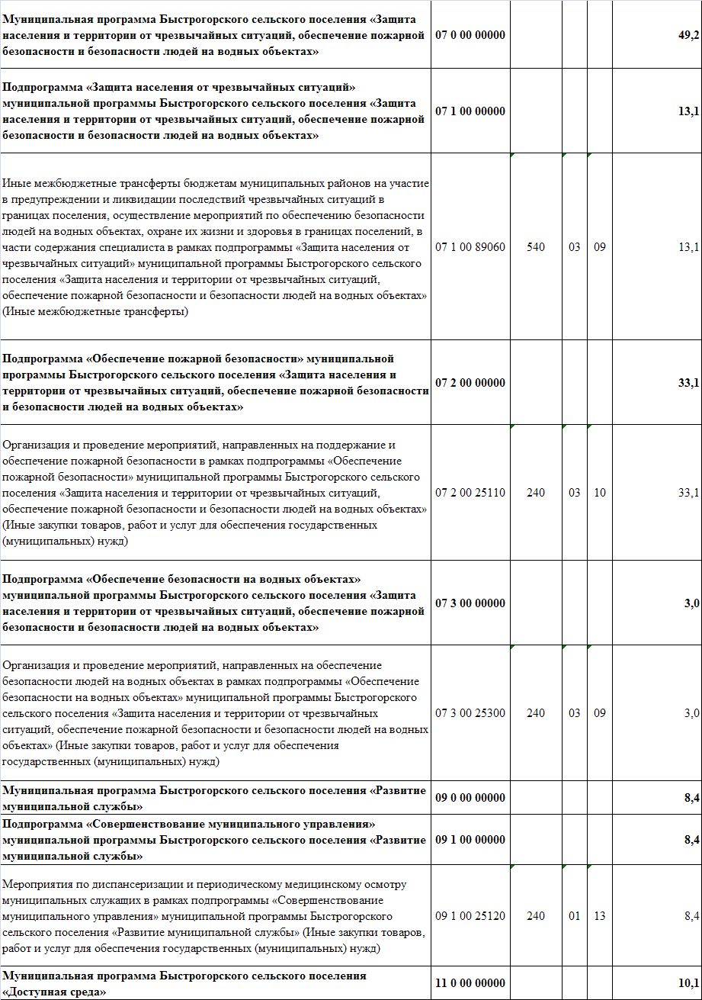 Муниципальная программа Быстрогорского сельского поселения «Защита
населения и территории от чрезвычайных ситуаций, обеспечение пожарной
безопасности и безопасности людей на водных объектах»
07 0 00 00000
49,2
Подпрограмма «Защита населения от чрезвычайных ситуаций»
муниципальной программы Быстрогорского сельского поселения «Защита
населения и территории от чрезвычайных ситуаций, обеспечение пожарной
безопасности и безопасности людей на водных объектах»
07 1 00 00000
13,1
Иные межбюджетные трансферты бюджетам муниципальных районов на участие
в предупреждении и ликвидации последствий чрезвычайных ситуаций в
границах поселения, осуществление мероприятий по обеспечению безопасности
людей на водных объектах, охране их жизни и здоровья в границах поселений, в
части содержания специалиста в рамках подпрограммы «Защита населения от
чрезвычайных ситуаций» муниципальной программы Быстрогорского сельского
поселения «Защита населения и территории от чрезвычайных ситуаций,
обеспечение пожарной безопасности и безопасности людей на водных объектах»
(Иные межбюджетные трансферты)
07 1 00 89060
540
03
09
13,1
Подпрограмма «Обеспечение пожарной безопасности» муниципальной
программы Быстрогорского сельского поселения «Защита населения и
территории от чрезвычайных ситуаций, обеспечение пожарной безопасности
и безопасности людей на водных объектах»
07 2 00 00000
33,1
Организация и проведение мероприятий, направленных на поддержание и
обеспечение пожарной безопасности в рамках подпрограммы «Обеспечение
пожарной безопасности» муниципальной программы Быстрогорского сельского
поселения «Защита населения и территории от чрезвычайных ситуаций,
обеспечение пожарной безопасности и безопасности людей на водных объектах»
(Иные закупки товаров, работ и услуг для обеспечения государственных
(муниципальных) нужд)
07 2 00 25110
240
03
10
33,1
Подпрограмма «Обеспечение безопасности на водных объектах»
муниципальной программы Быстрогорского сельского поселения «Защита
населения и территории от чрезвычайных ситуаций, обеспечение пожарной
безопасности и безопасности людей на водных объектах»
07 3 00 00000
3,0
Организация и проведение мероприятий, направленных на обеспечение
безопасности людей на водных объектах в рамках подпрограммы «Обеспечение
безопасности на водных объектах» муниципальной программы Быстрогорского
сельского поселения «Защита населения и территории от чрезвычайных
ситуаций, обеспечение пожарной безопасности и безопасности людей на водных
объектах» (Иные закупки товаров, работ и услуг для обеспечения
государственных (муниципальных) нужд)
07 3 00 25300
240
03
09
3,0
Муниципальная программа Быстрогорского сельского поселения «Развитие
муниципальной службы»
09 0 00 00000
8,4
Подпрограмма «Совершенствование муниципального управления»
муниципальной программы Быстрогорского сельского поселения «Развитие
муниципальной службы»
09 1 00 00000
8,4
Мероприятия по диспансеризации и периодическому медицинскому осмотру
муниципальных служащих в рамках подпрограммы «Совершенствование
муниципального управления» муниципальной программы Быстрогорского
сельского поселения «Развитие муниципальной службы» (Иные закупки товаров,
работ и услуг для обеспечения государственных (муниципальных) нужд)
09 1 00 25120
240
01
13
8,4
Муниципальная программа Быстрогорского сельского поселения
«Доступная среда»
11 0 00 00000
10,1